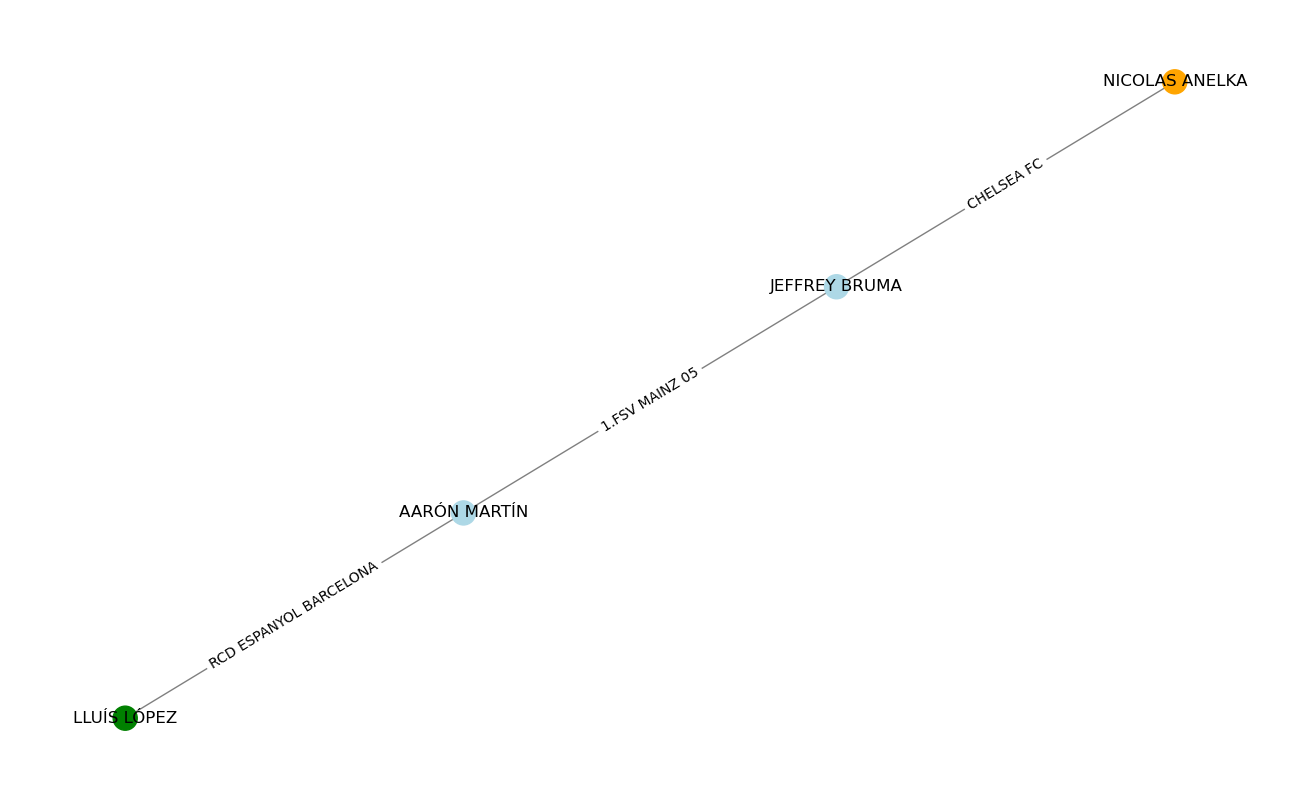 NICOLAS ANELKA
CHELSEA FC
JEFFREY BRUMA
1.FSV MAINZ 05
AARÓN MARTÍN
RCD ESPANYOL BARCELONA
LLUÍS LÓPEZ